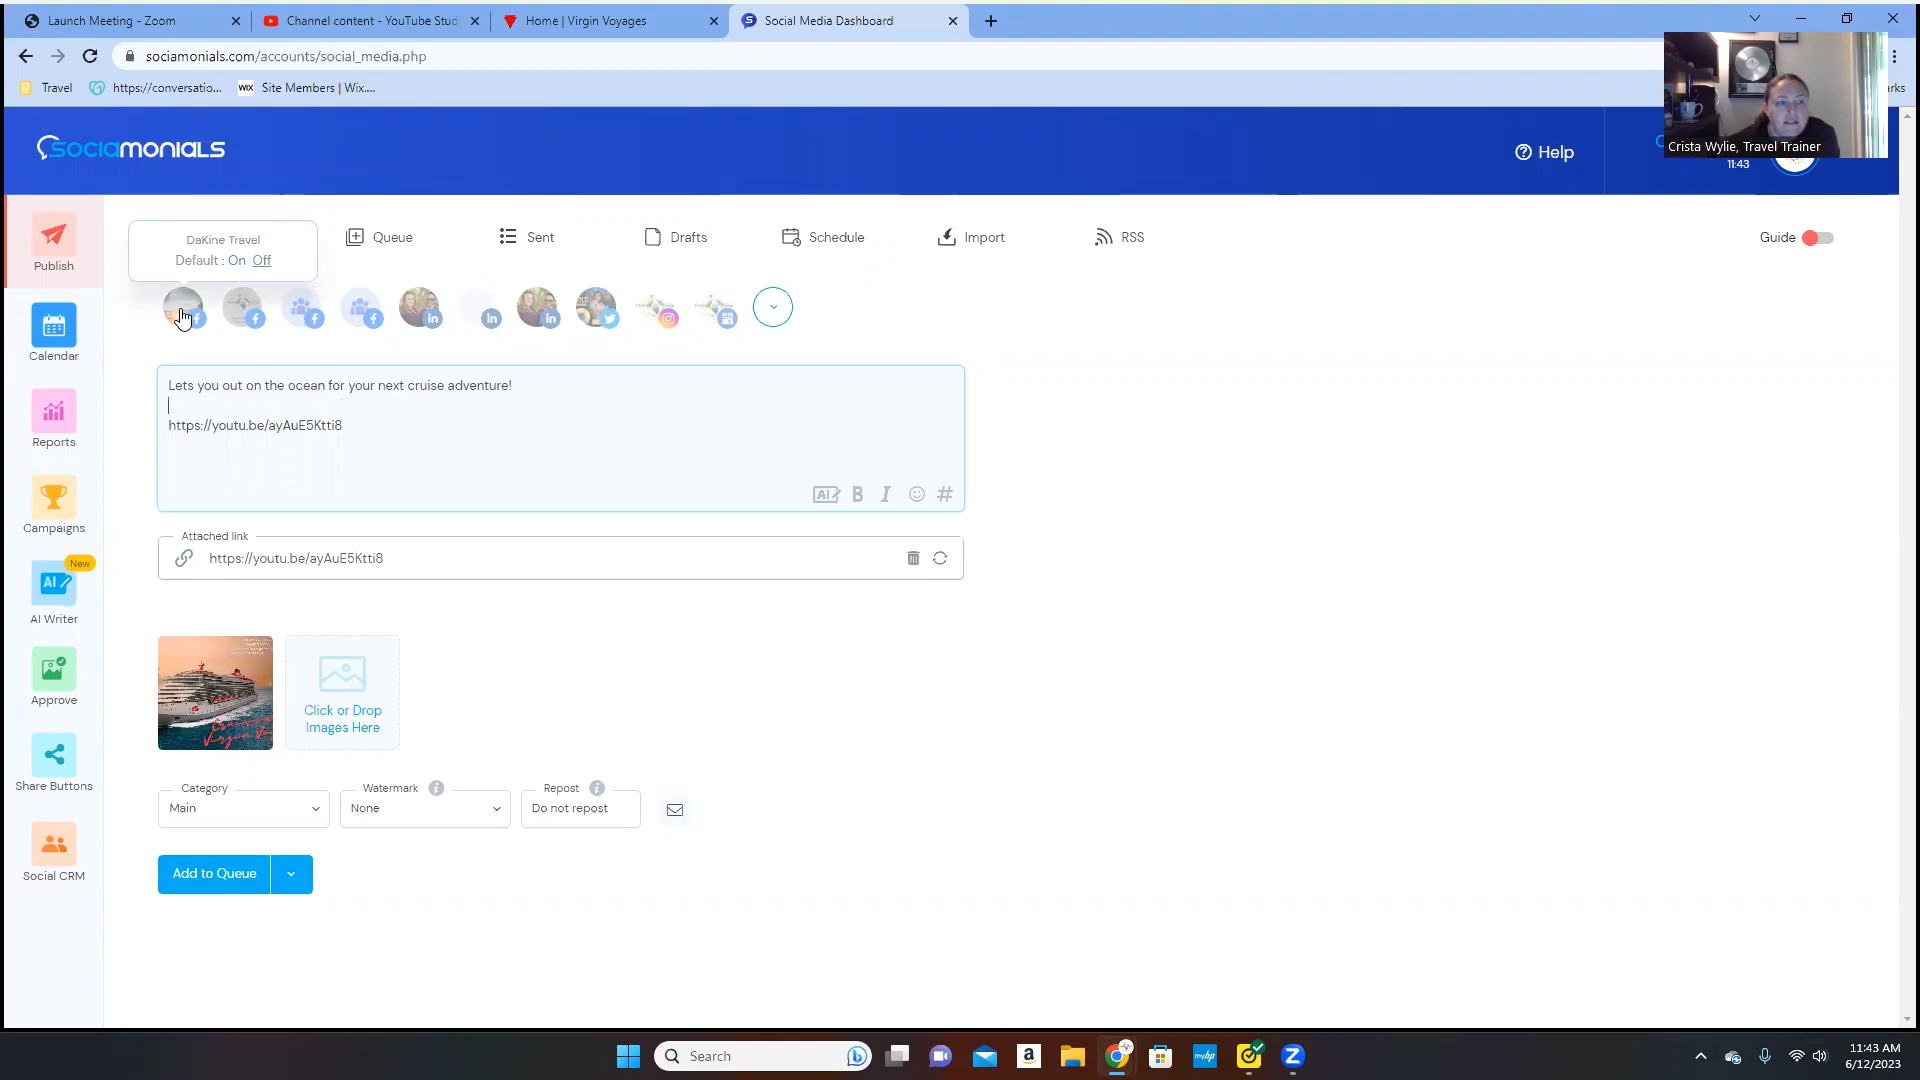 Launch Meeting - Zoom
Channel content - YouTube Stud
Home | Virgin Voyages
Social Media Dashboard
sociamonials.com/accounts/social_media.php
Travel
https://conversatio...
WIX
Site Members | Wix....
arks
Crista Wylie, Travel Trainer
11:43
SOCIAMONIALS
Help
Publish
Calendar
Reports
Campaigns
New
AI
AI Writer
Approve
Share Buttons
Social CRM
DaKine Travel
Default : On Off
Queue
Sent
Drafts
Schedule
Import
RSS
Guide
Lets you out on the ocean for your next cruise adventure!
https://youtu.be/ayAuE5Ktti8
AI B I #
Attached link
https://youtu.be/ayAuE5Ktti8
Click or Drop
Images Here
Category
Main
Watermark
None
Repost
Do not repost
Add to Queue
Search
11:43 AM
6/12/2023